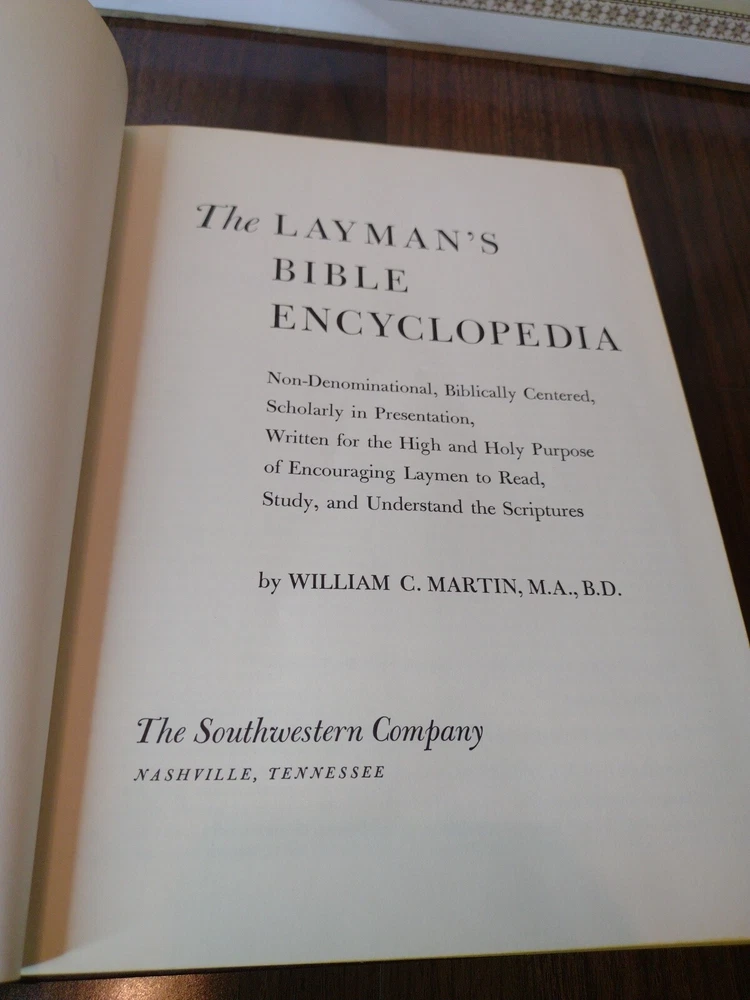 The LAYMAN'S
BIBLE
ENCYCLOPEDIA
Non-Denominational, Biblically Centered,
Scholarly in Presentation,
Written for the High and Holy Purpose
of Encouraging Laymen to Read,
Study, and Understand the Scriptures
by WILLIAM C. MARTIN, M.A., B.D.
The Southwestern Company
NASHVILLE, TENNESSEE